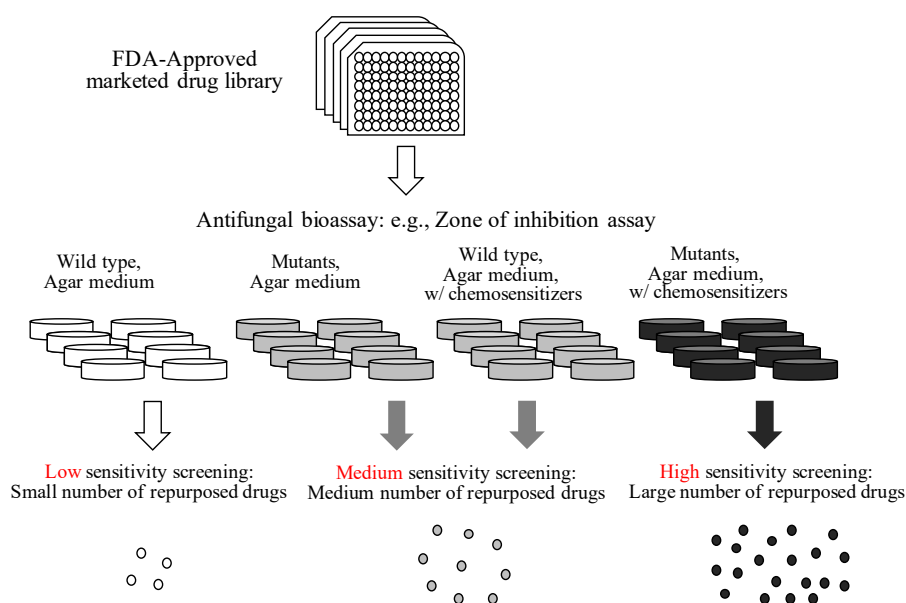 FDA-Approved
marketed drug library
Antifungal bioassay: e.g., Zone of inhibition assay
Wild type,
Agar medium
Mutants,
Agar medium
Wild type,
Agar medium,
w/ chemosensitizers
Mutants,
Agar medium,
w/ chemosensitizers
Low sensitivity screening:
Small number of repurposed drugs
Medium sensitivity screening:
Medium number of repurposed drugs
High sensitivity screening:
Large number of repurposed drugs